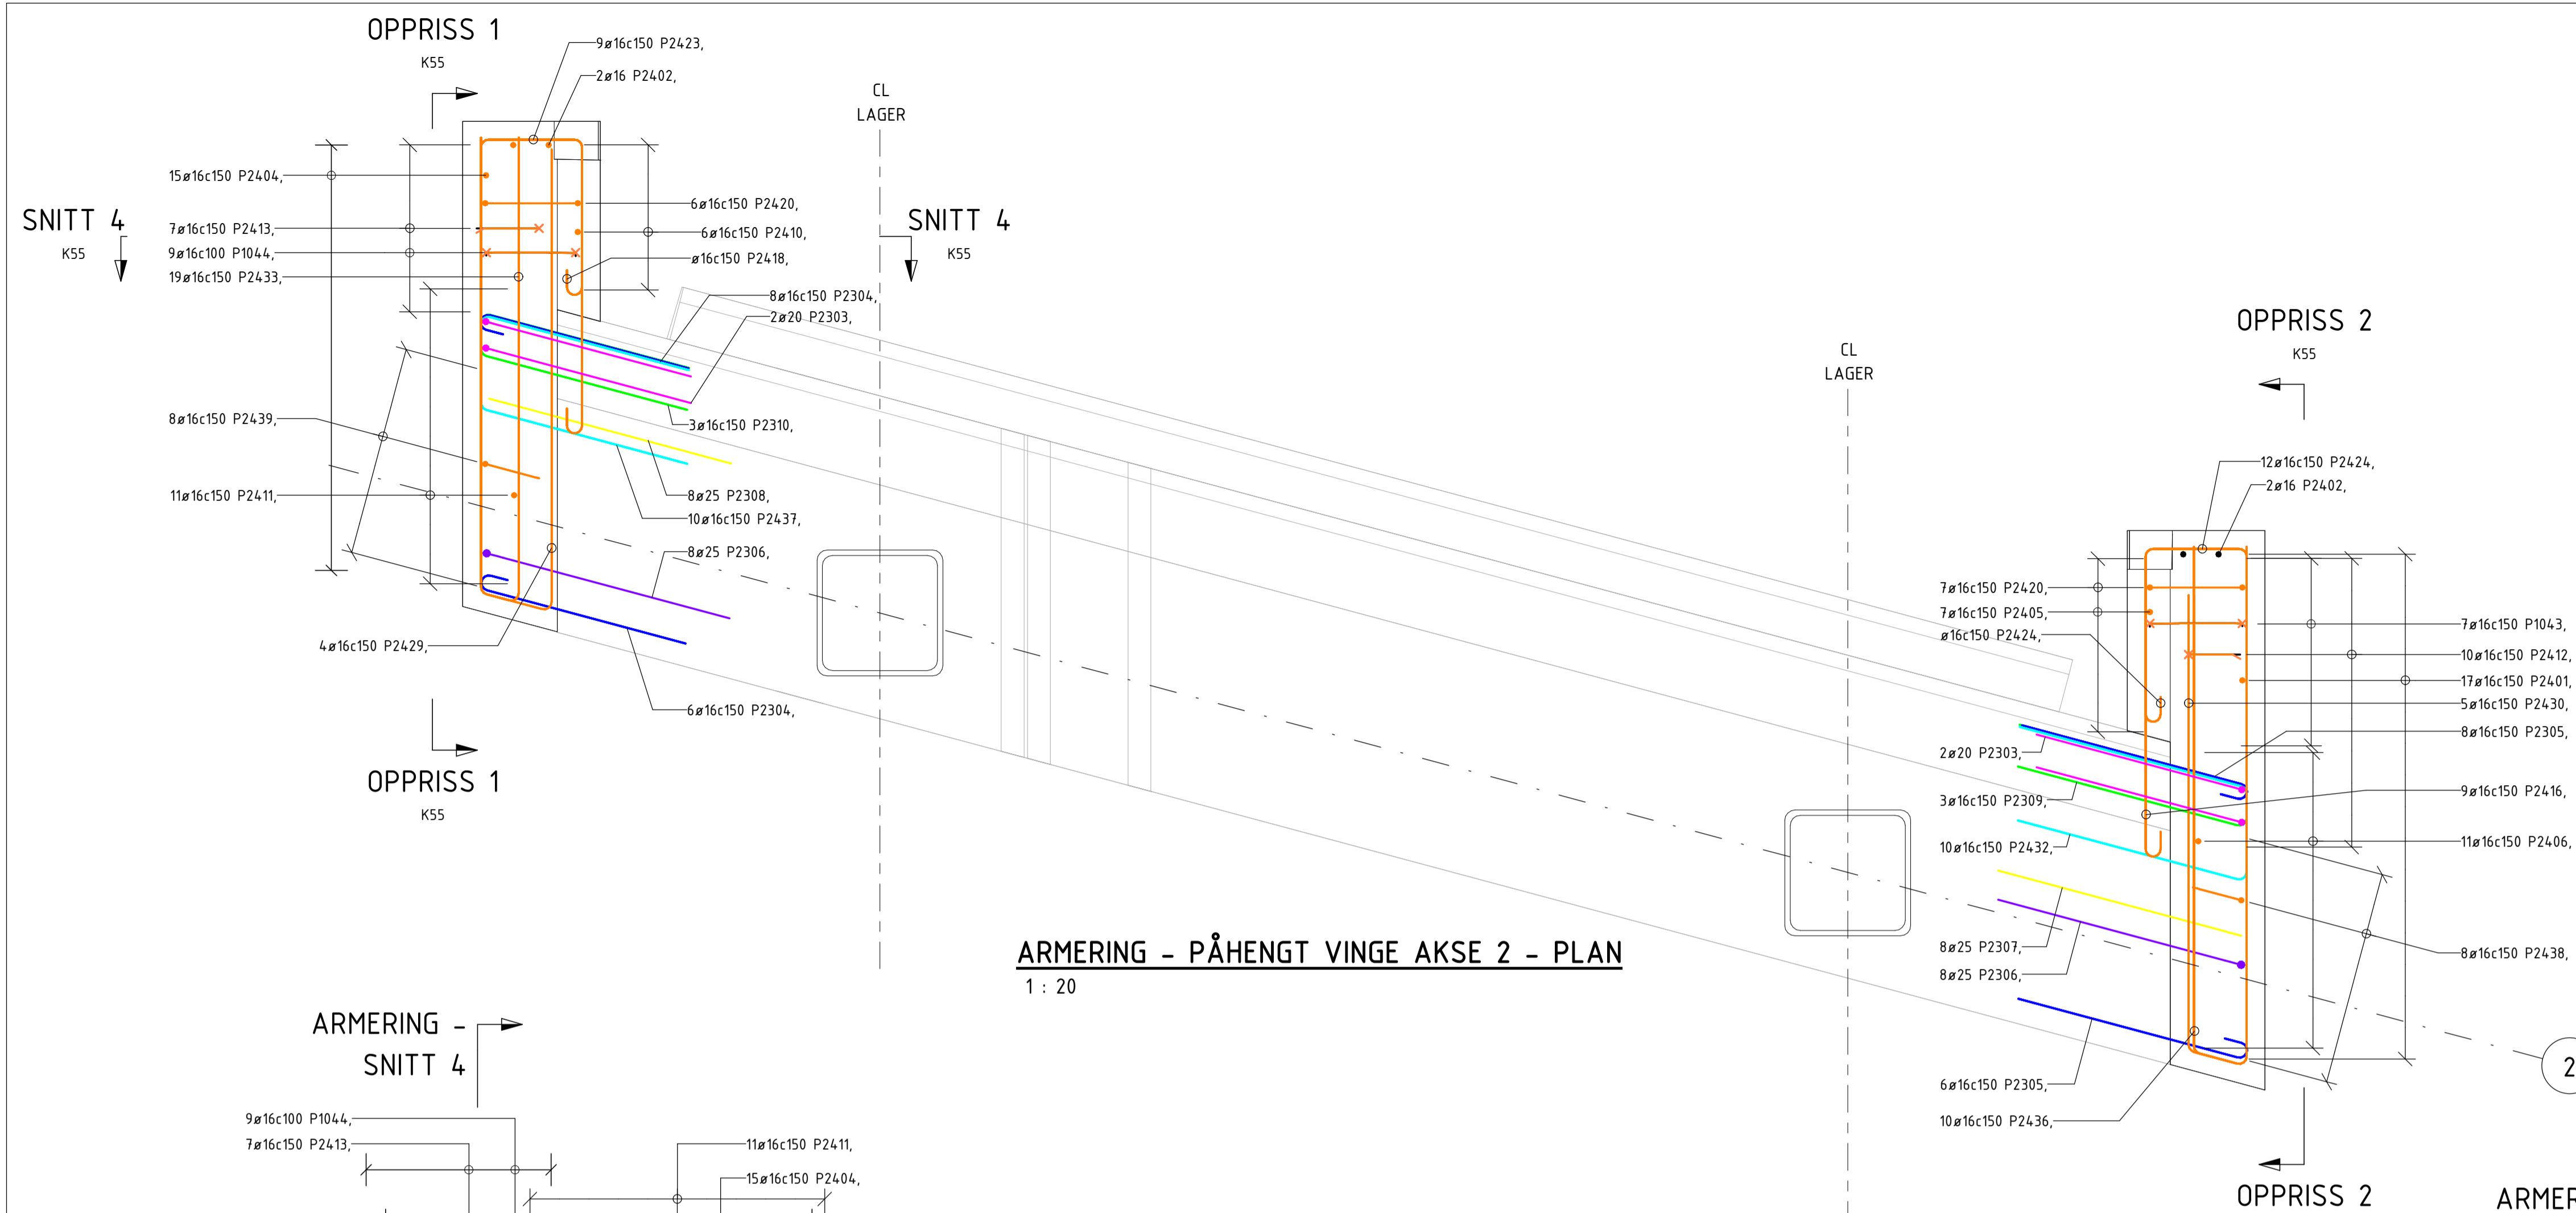 OPPRISS 1
K55
9ø16c150 P2423,
2ø16 P2402,
CL
LAGER
15ø16c150 P2404,
SNITT 4
K55
7ø16c150 P2413,
9ø16c100 P1044,
19ø16c150 P2433,
6ø16c150 P2420,
6ø16c150 P2410,
ø16c150 P2418,
SNITT 4
K55
8ø16c150 P2304,
2ø20 P2303,
8ø16c150 P2439,
3ø16c150 P2310,
11ø16c150 P2411,
8ø25 P2308,
10ø16c150 P2437,
8ø25 P2306,
4ø16c150 P2429,
6ø16c150 P2304,
OPPRISS 1
K55
CL
LAGER
OPPRISS 2
K55
12ø16c150 P2424,
2ø16 P2402,
7ø16c150 P2420,
7ø16c150 P2405,
ø16c150 P2424,
7ø16c150 P1043,
10ø16c150 P2412,
17ø16c150 P2401,
5ø16c150 P2430,
8ø16c150 P2305,
2ø20 P2303,
3ø16c150 P2309,
9ø16c150 P2416,
10ø16c150 P2432,
11ø16c150 P2406,
8ø25 P2307,
8ø25 P2306,
8ø16c150 P2438,
6ø16c150 P2305,
10ø16c150 P2436,
2
OPPRISS 2
ARMERING - PÅHENGT VINGE AKSE 2 - PLAN
1 : 20
ARMERING -
SNITT 4
9ø16c100 P1044,
7ø16c150 P2413,
11ø16c150 P2411,
15ø16c150 P2404,
ARMER